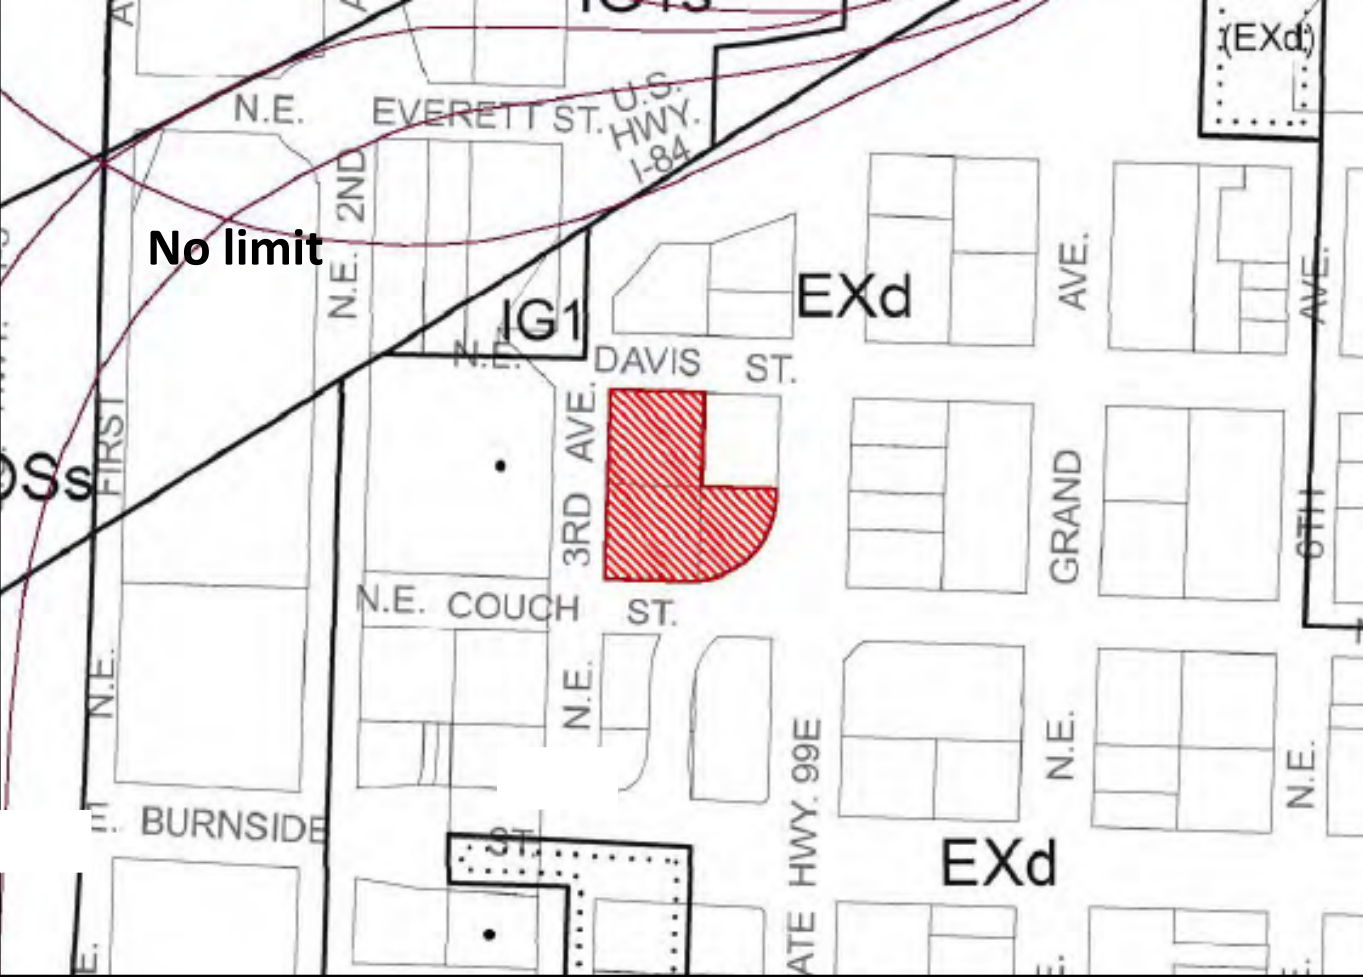 IG1s
(EXd)
N.E. EVERETT ST.
U.S.
HWY.
I-84
N.E. 2ND
No limit
EXd
AVE.
AVE.
IG1
N.E. DAVIS ST.
OSs
FIRST
3RD AVE.
GRAND
6TH
N.E. COUCH ST.
N.E.
N.E.
N.E.
N.E.
HWY. 99E
E. BURNSIDE
ST.
EXd
ATE
E.
E.
E.